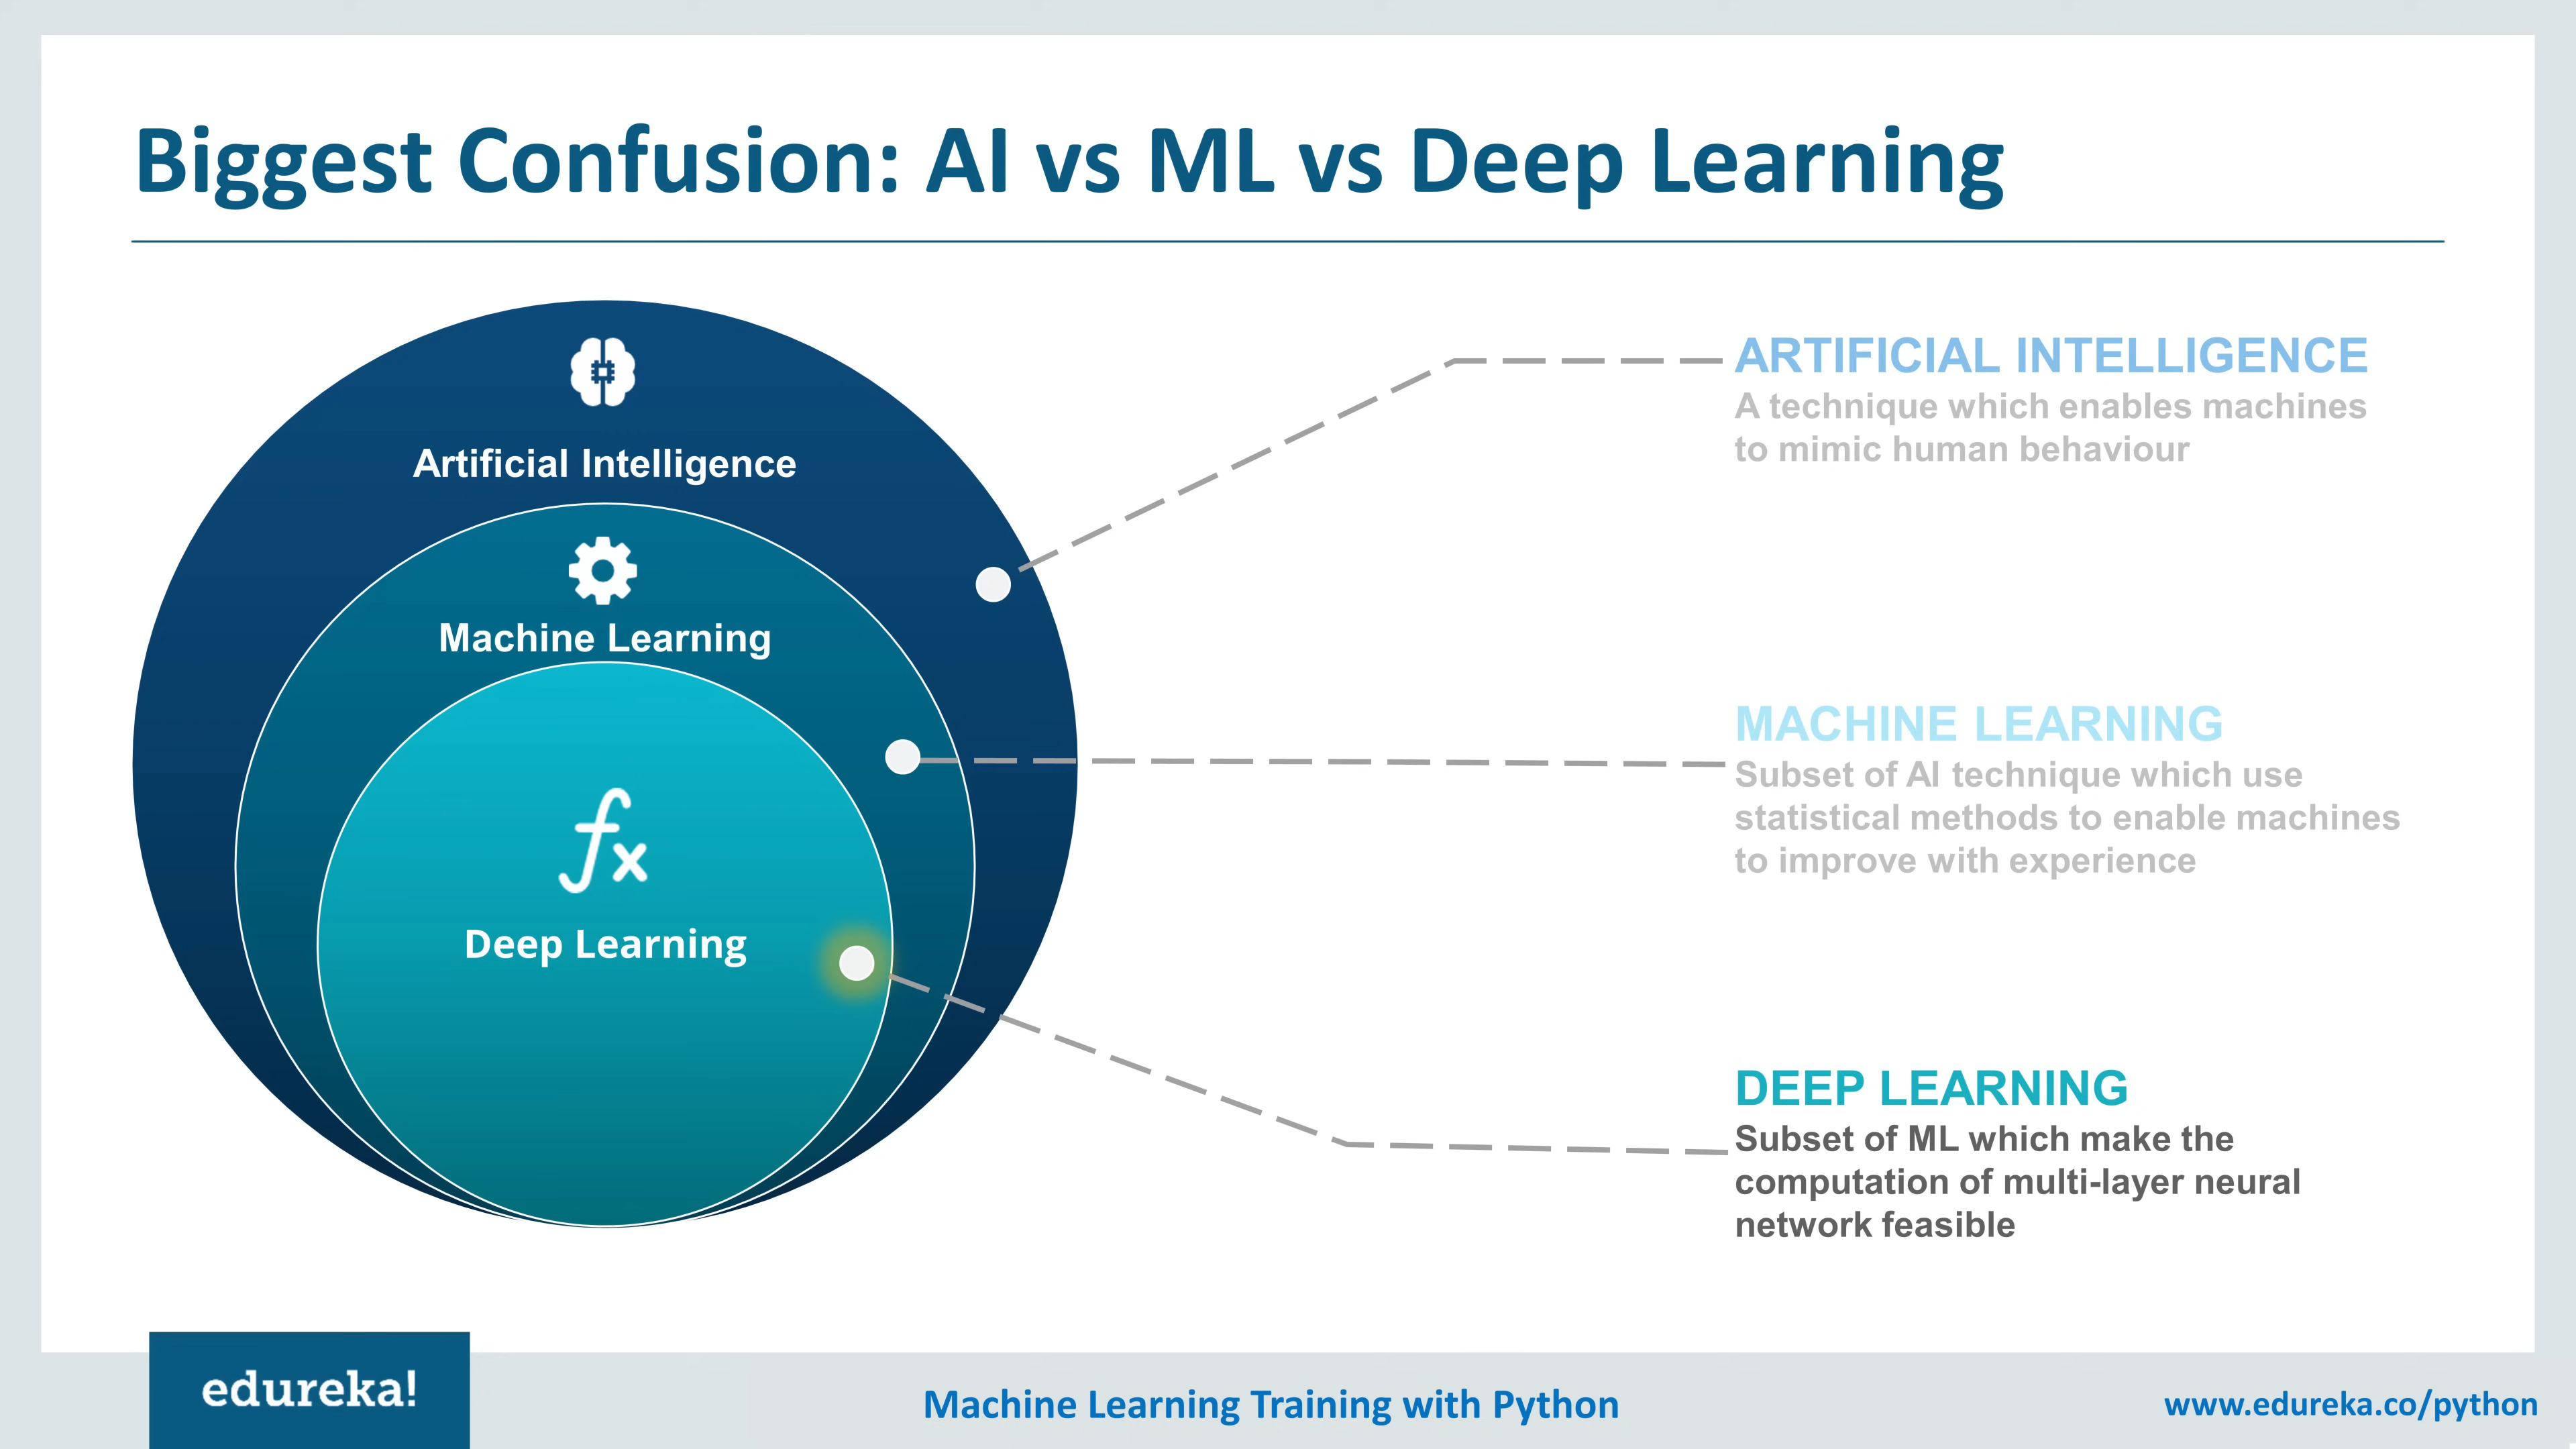 Biggest Confusion: AI vs ML vs Deep Learning
Artificial Intelligence
Machine Learning
fx
Deep Learning
ARTIFICIAL INTELLIGENCE
A technique which enables machines
to mimic human behaviour
MACHINE LEARNING
Subset of AI technique which use
statistical methods to enable machines
to improve with experience
DEEP LEARNING
Subset of ML which make the
computation of multi-layer neural
network feasible
edureka!
Machine Learning Training with Python
www.edureka.co/python